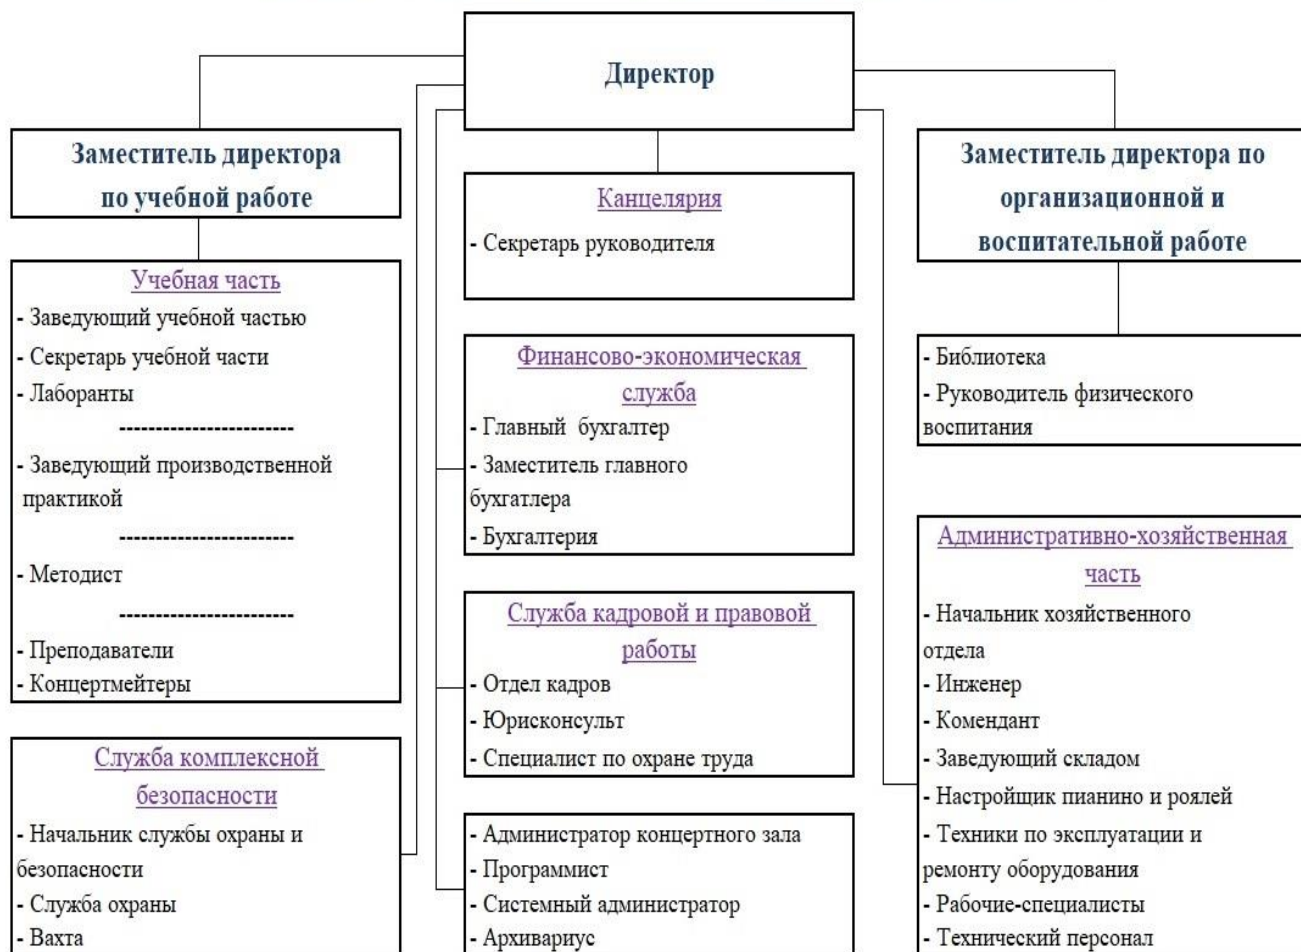 Директор
Заместитель директора
по учебной работе
Учебная часть
- Заведующий учебной частью
- Секретарь учебной части
- Лаборанты
------------------------
- Заведующий производственной
практикой
------------------------
- Методист
------------------------
- Преподаватели
- Концертмейтеры
Служба комплексной
безопасности
- Начальник службы охраны и
безопасности
- Служба охраны
- Вахта
Канцелярия
- Секретарь руководителя
Финансово-экономическая
служба
- Главный бухгалтер
- Заместитель главного
бухгатлера
- Бухгалтерия
Служба кадровой и правовой
работы
- Отдел кадров
- Юрисконсульт
- Специалист по охране труда
- Администратор концертного зала
- Программист
- Системный администратор
- Архивариус
Заместитель директора по
организационной и
воспитательной работе
- Библиотека
- Руководитель физического
воспитания
Административно-хозяйственная
часть
- Начальник хозяйственного
отдела
- Инженер
- Комендант
- Заведующий складом
- Настройщик пианино и роялей
- Техники по эксплуатации и
ремонту оборудования
- Рабочие-специалисты
- Технический персонал